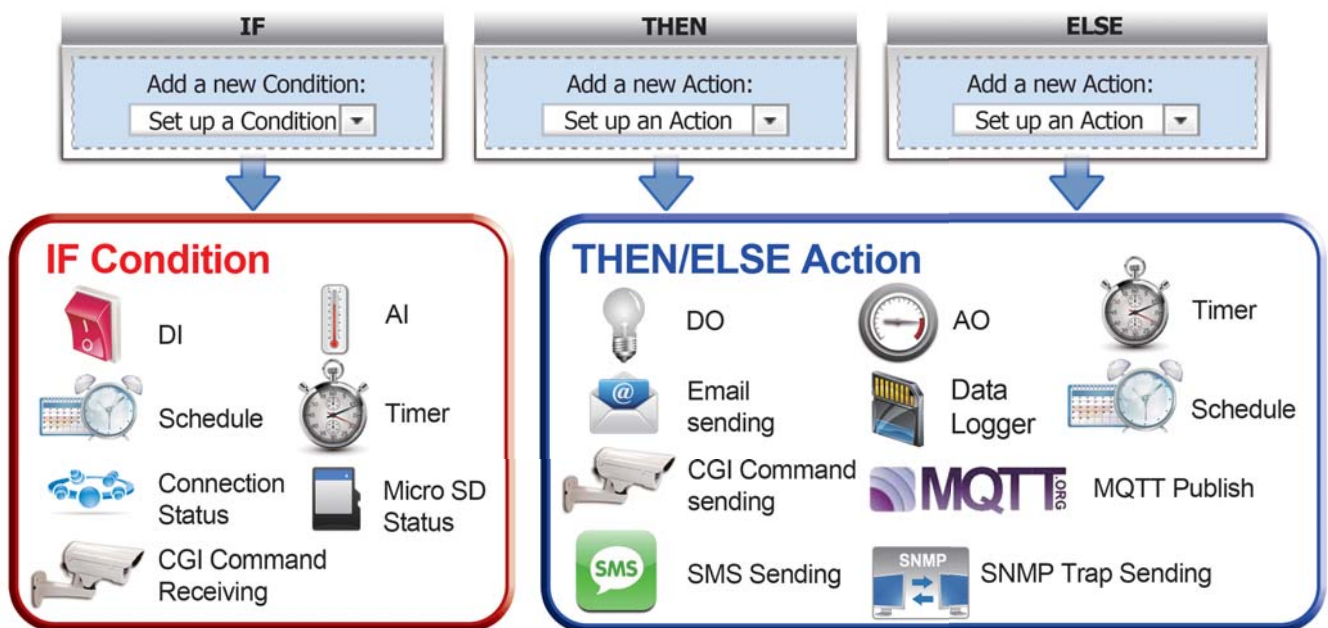 IF
THEN
ELSE
Add a new Condition:
Set up a Condition
Add a new Action:
Set up an Action
Add a new Action:
Set up an Action
IF Condition
DI
AI
Schedule
Timer
Connection
Status
Micro SD
Status
CGI Command
Receiving
THEN/ELSE Action
DO
AO
Timer
@
Email
sending
Data
Logger
Schedule
CGI Command
sending
MQTT.ORG
MQTT Publish
SMS
SMS Sending
SNMP
SNMP Trap Sending